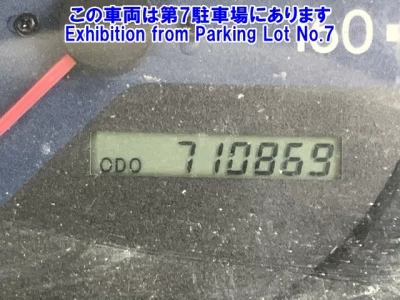 この車両は第7駐車場にあります
Exhibition from Parking Lot No.7
160
ODO 710869